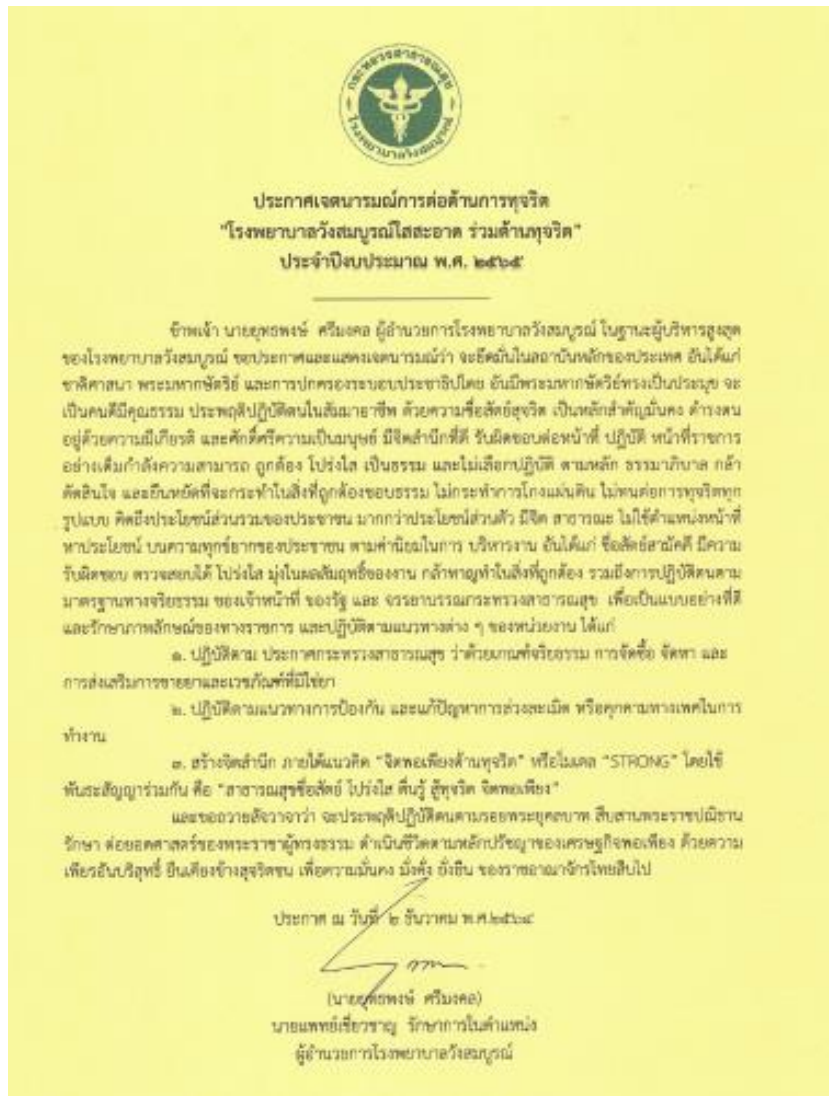 กระทรวงสาธารณสุข
โรงพยาบาลวังสมบูรณ์
ประกาศเจตนารมณ์การต่อต้านการทุจริต
"โรงพยาบาลวังสมบูรณ์ใสสะอาด ร่วมต้านทุจริต"
ประจำปีงบประมาณ พ.ศ. ๒๕๖๕
ข้าพเจ้า นายยุทธพงษ์ ศรีมงคล ผู้อำนวยการโรงพยาบาลวังสมบูรณ์ ในฐานะผู้บริหารสูงสุด
ของโรงพยาบาลวังสมบูรณ์ ขอประกาศและแสดงเจตนารมณ์ว่า จะยึดมั่นในสถาบันหลักของประเทศ อันได้แก่
ชาติศาสนา พระมหากษัตริย์ และการปกครองระบอบประชาธิปไตย อันมีพระมหากษัตริย์ทรงเป็นประมุข จะ
เป็นคนดีมีคุณธรรม ประพฤติปฏิบัติตนในสัมมาอาชีพ ด้วยความซื่อสัตย์สุจริต เป็นหลักสำคัญมั่นคง ดำรงตน
อยู่ด้วยความมีเกียรติ และศักดิ์ศรีความเป็นมนุษย์ มีจิตสำนึกที่ดี รับผิดชอบต่อหน้าที่ ปฏิบัติ หน้าที่ราชการ
อย่างเต็มกำลังความสามารถ ถูกต้อง โปร่งใส เป็นธรรม และไม่เลือกปฏิบัติ ตามหลัก ธรรมาภิบาล กล้า
ตัดสินใจ และยืนหยัดที่จะกระทำในสิ่งที่ถูกต้องชอบธรรม ไม่กระทำการโกงแผ่นดิน ไม่ทนต่อการทุจริตทุก
รูปแบบ คิดถึงประโยชน์ส่วนรวมของประชาชน มากกว่าประโยชน์ส่วนตัว มีจิต สาธารณะ ไม่ใช้ตำแหน่งหน้าที่
หาประโยชน์ บนความทุกข์ยากของประชาชน ตามค่านิยมในการ บริหารงาน อันได้แก่ ซื่อสัตย์สามัคคี มีความ
รับผิดชอบ ตรวจสอบได้ โปร่งใส มุ่งในผลสัมฤทธิ์ของงาน กล้าหาญทำในสิ่งที่ถูกต้อง รวมถึงการปฏิบัติตนตาม
มาตรฐานทางจริยธรรม ของเจ้าหน้าที่ ของรัฐ และ จรรยาบรรณกระทรวงสาธารณสุข เพื่อเป็นแบบอย่างที่ดี
และรักษาภาพลักษณ์ของทางราชการ และปฏิบัติตามแนวทางต่าง ๆ ของหน่วยงาน ได้แก่
๑. ปฏิบัติตาม ประกาศกระทรวงสาธารณสุข ว่าด้วยเกณฑ์จริยธรรม การจัดซื้อ จัดหา และ
การส่งเสริมการขายยาและเวชภัณฑ์ที่มิใช่ยา
๒. ปฏิบัติตามแนวทางการป้องกัน และแก้ปัญหาการล่วงละเมิด หรือคุกคามทางเพศในการ
ทำงาน
๓. สร้างจิตสำนึก ภายใต้แนวคิด "จิตพอเพียงต้านทุจริต" หรือโมเดล "STRONG" โดยใช้
พันธะสัญญาร่วมกัน คือ "สาธารณสุขซื่อสัตย์ โปร่งใส ตื่นรู้ สู้ทุจริต จิตพอเพียง"
และขอถวายสัจวาจาว่า จะประพฤติปฏิบัติตนตามรอยพระยุคลบาท สืบสานพระราชปณิธาน
รักษา ต่อยอดศาสตร์ของพระราชาผู้ทรงธรรม ดำเนินชีวิตตามหลักปรัชญาของเศรษฐกิจพอเพียง ด้วยความ
เพียรอันบริสุทธิ์ ยืนเคียงข้างสุจริตชน เพื่อความมั่นคง มั่งคั่ง ยั่งยืน ของราชอาณาจักรไทยสืบไป
ประกาศ ณ วันที่ ๒ ธันวาคม พ.ศ.๒๕๖๔
(นายยุทธพงษ์ ศรีมงคล)
นายแพทย์เชี่ยวชาญ รักษาการในตำแหน่ง
ผู้อำนวยการโรงพยาบาลวังสมบูรณ์